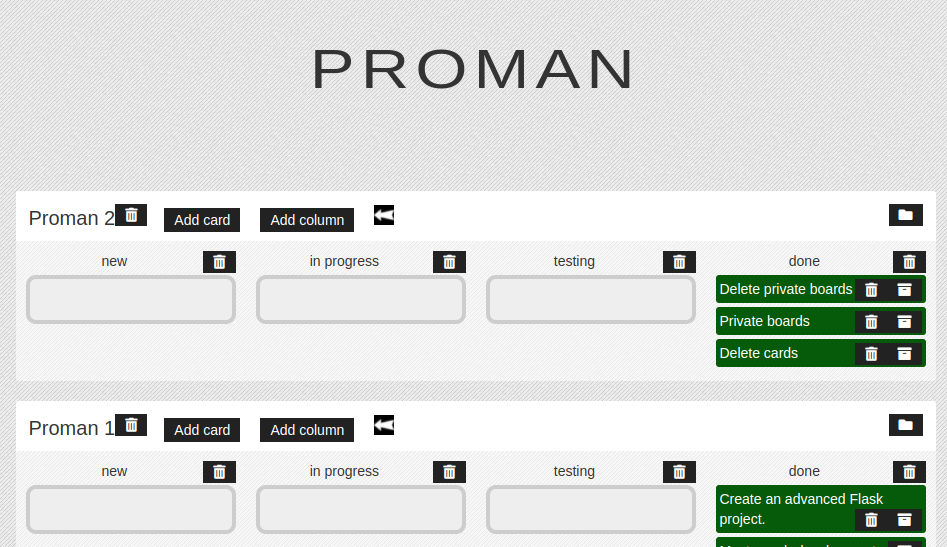 PROMAN
Proman 2
Add card
Add column
new
in progress
testing
done
Delete private boards
Private boards
Delete cards
Proman 1
Add card
Add column
new
in progress
testing
done
Create an advanced Flask
project.